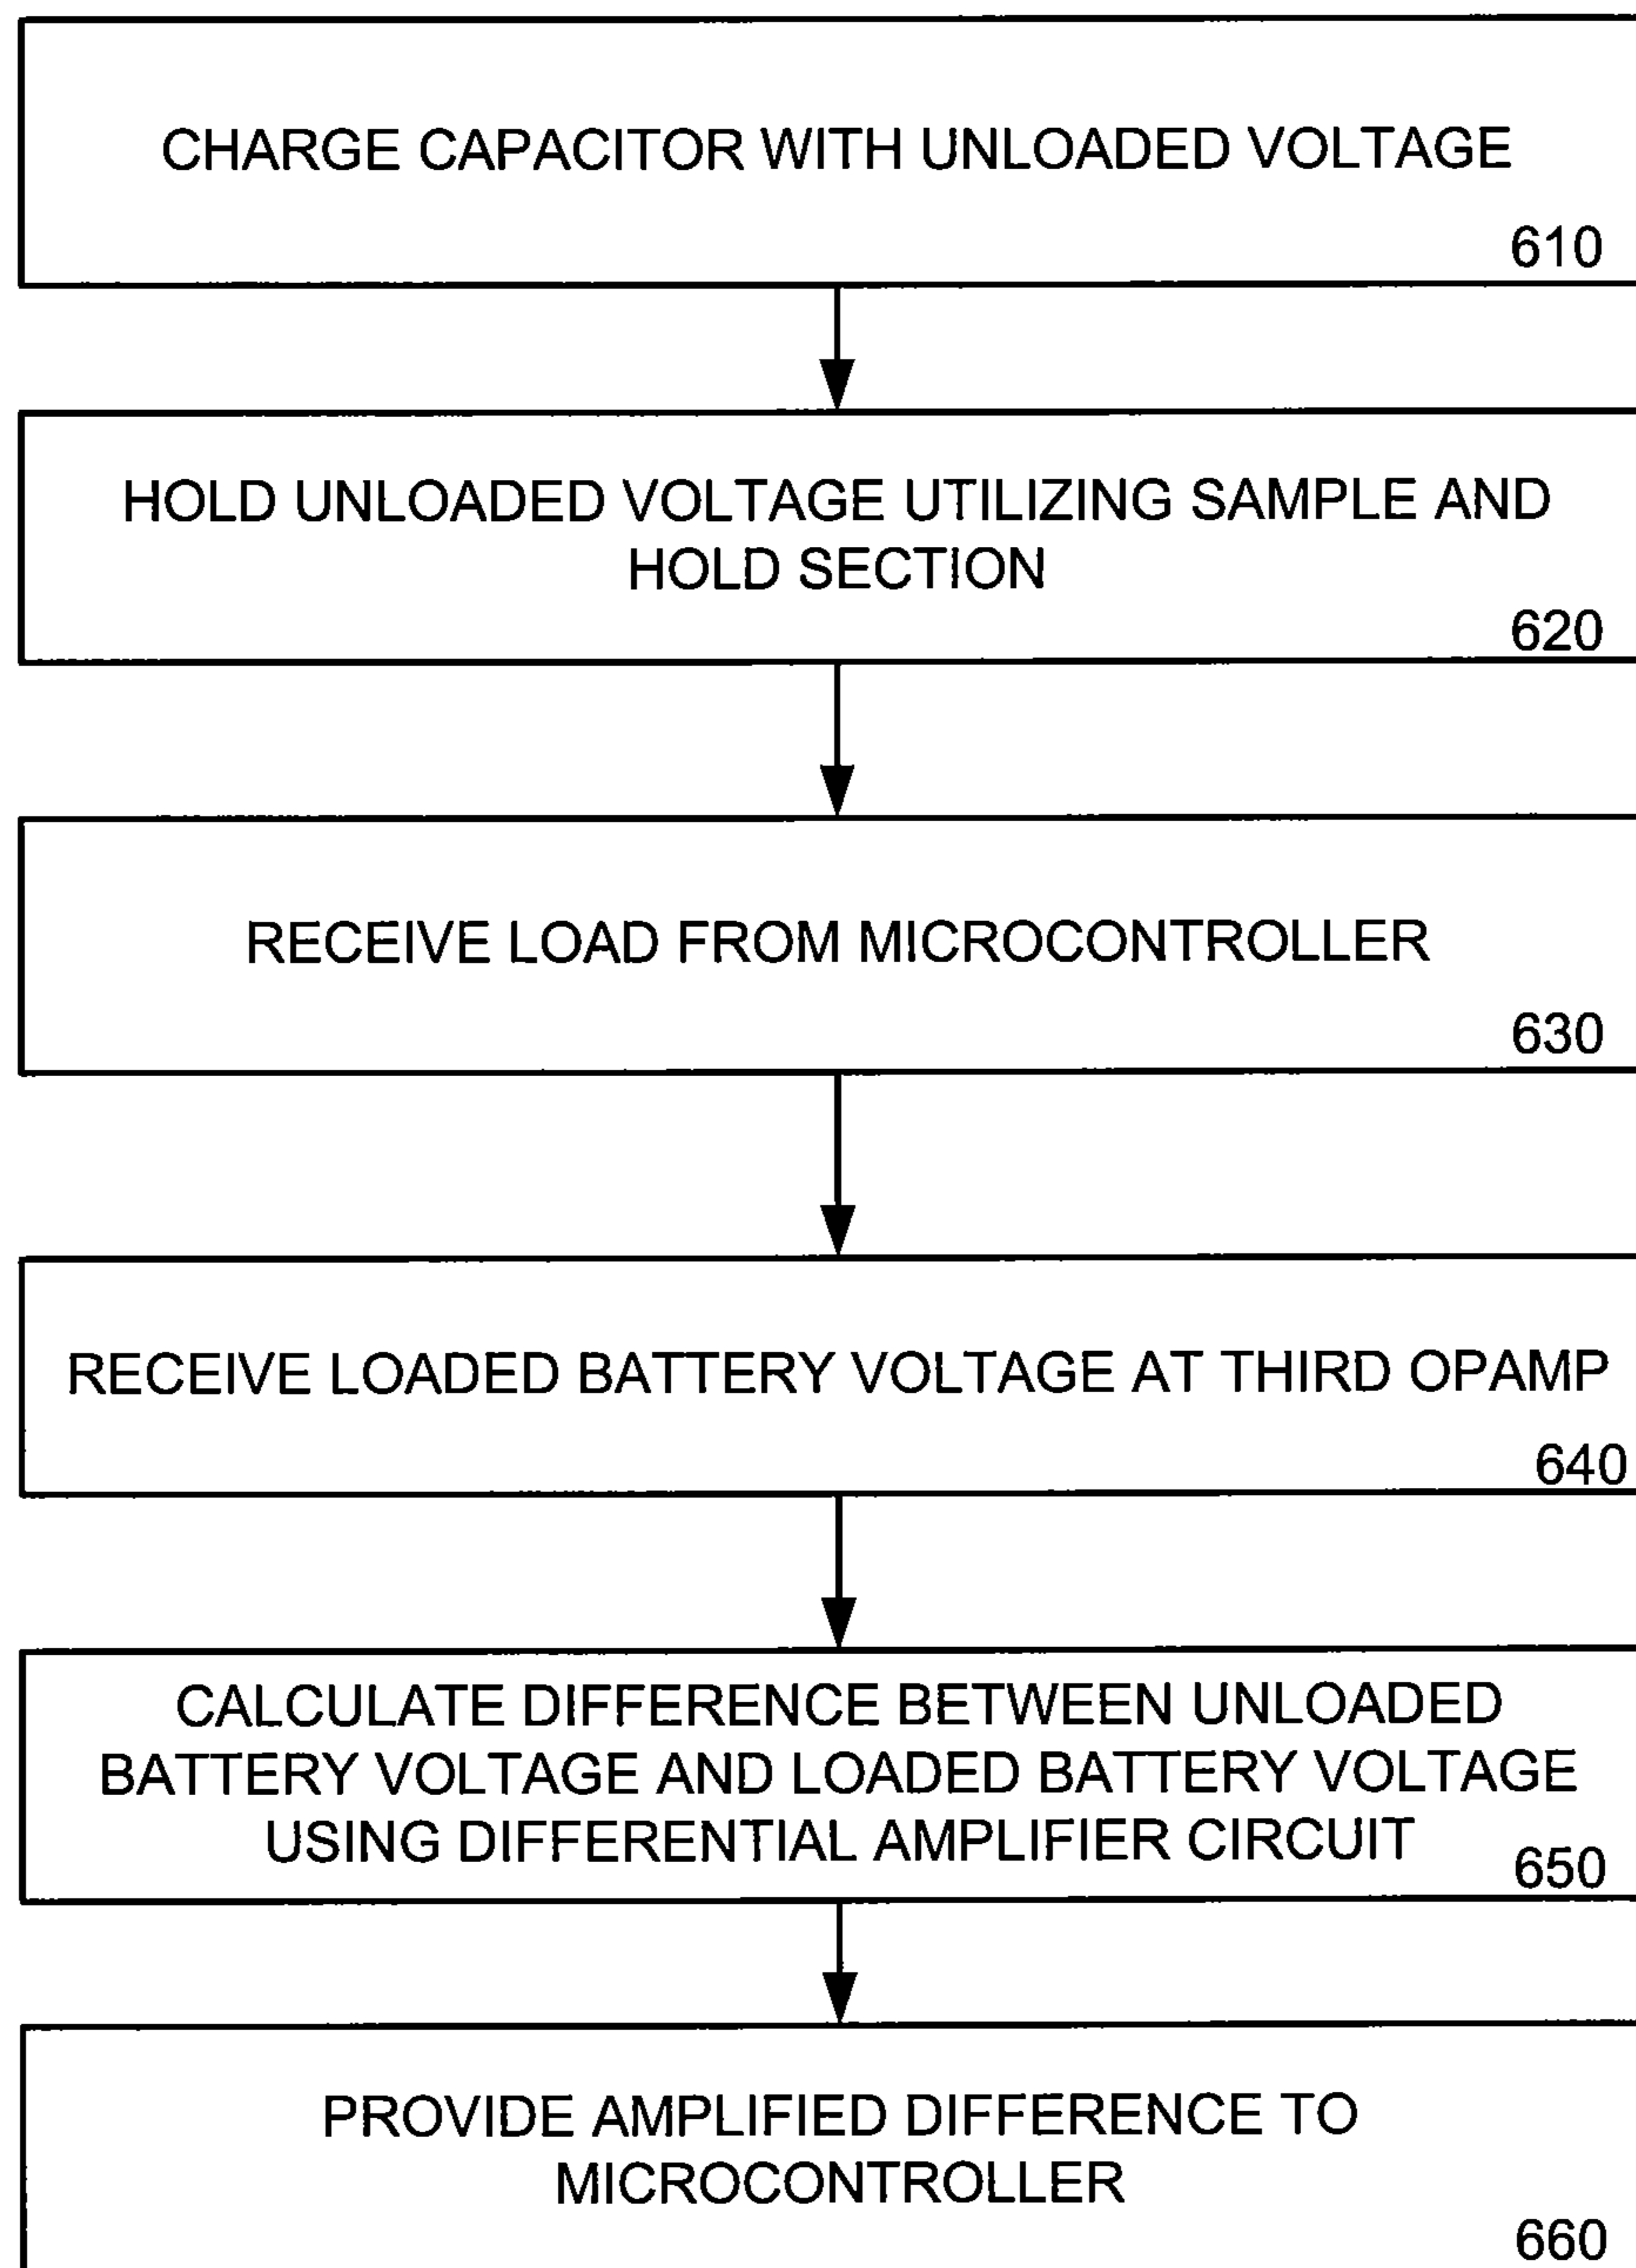 CHARGE CAPACITOR WITH UNLOADED VOLTAGE
610
HOLD UNLOADED VOLTAGE UTILIZING SAMPLE AND
HOLD SECTION
620
RECEIVE LOAD FROM MICROCONTROLLER
630
RECEIVE LOADED BATTERY VOLTAGE AT THIRD OPAMP
640
CALCULATE DIFFERENCE BETWEEN UNLOADED
BATTERY VOLTAGE AND LOADED BATTERY VOLTAGE
USING DIFFERENTIAL AMPLIFIER CIRCUIT
650
PROVIDE AMPLIFIED DIFFERENCE TO
MICROCONTROLLER
660